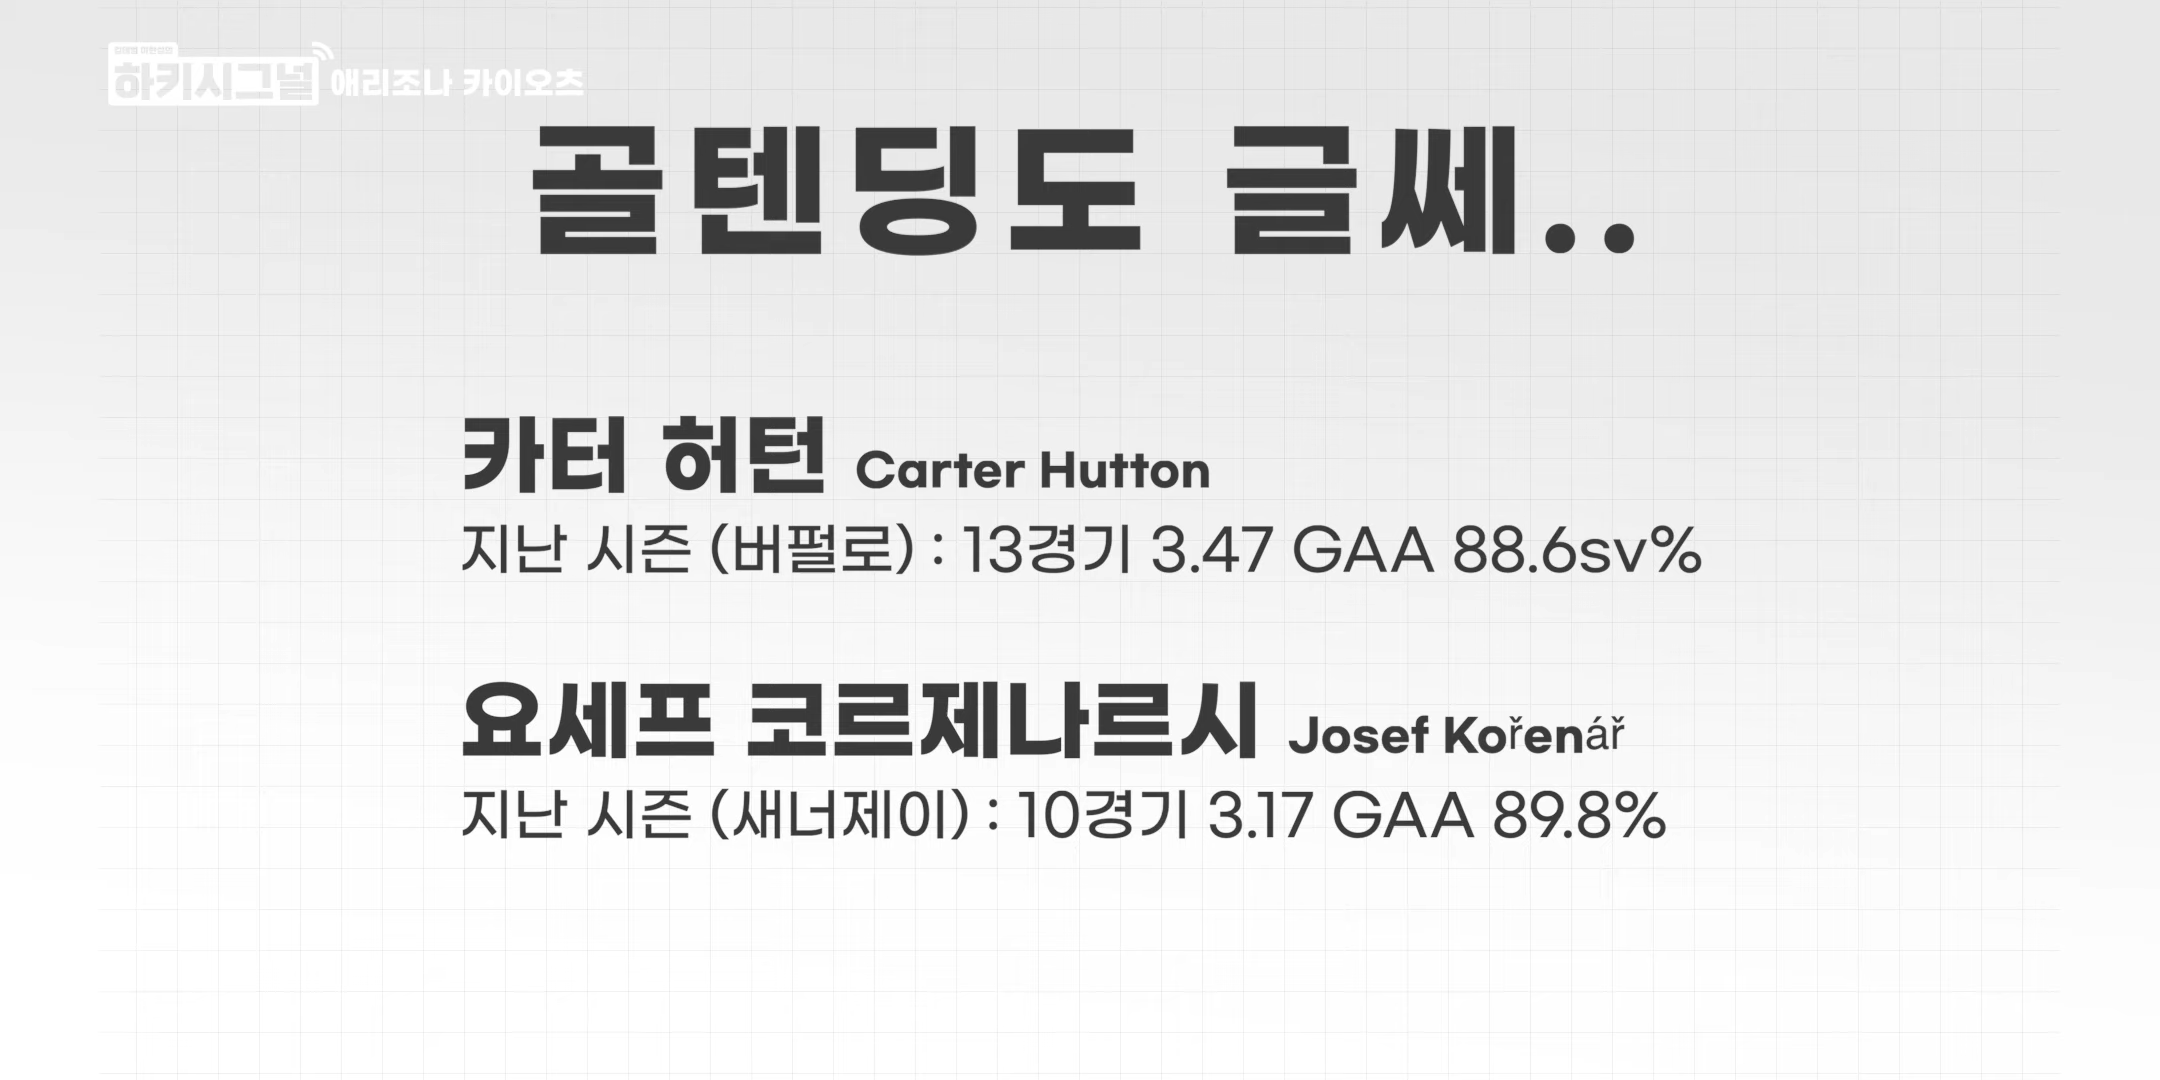 하키시그널 애리조나 카이오츠
골텐딩도 글쎄..
카터 허턴 Carter Hutton
지난 시즌 (버펄로) : 13경기 3.47 GAA 88.6sv%
요세프 코르제나르시 Josef Kořenář
지난 시즌 (새너제이) : 10경기 3.17 GAA 89.8%